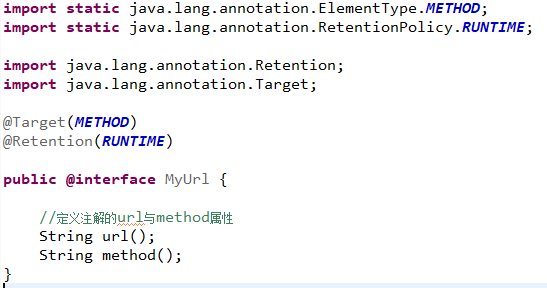 import static java.lang.annotation.ElementType.METHOD;
import static java.lang.annotation.RetentionPolicy.RUNTIME;
import java.lang.annotation.Retention;
import java.lang.annotation.Target;
@Target(METHOD)
@Retention(RUNTIME)
public @interface MyUrl {
//定义注解的url与method属性
String url();
String method();
}